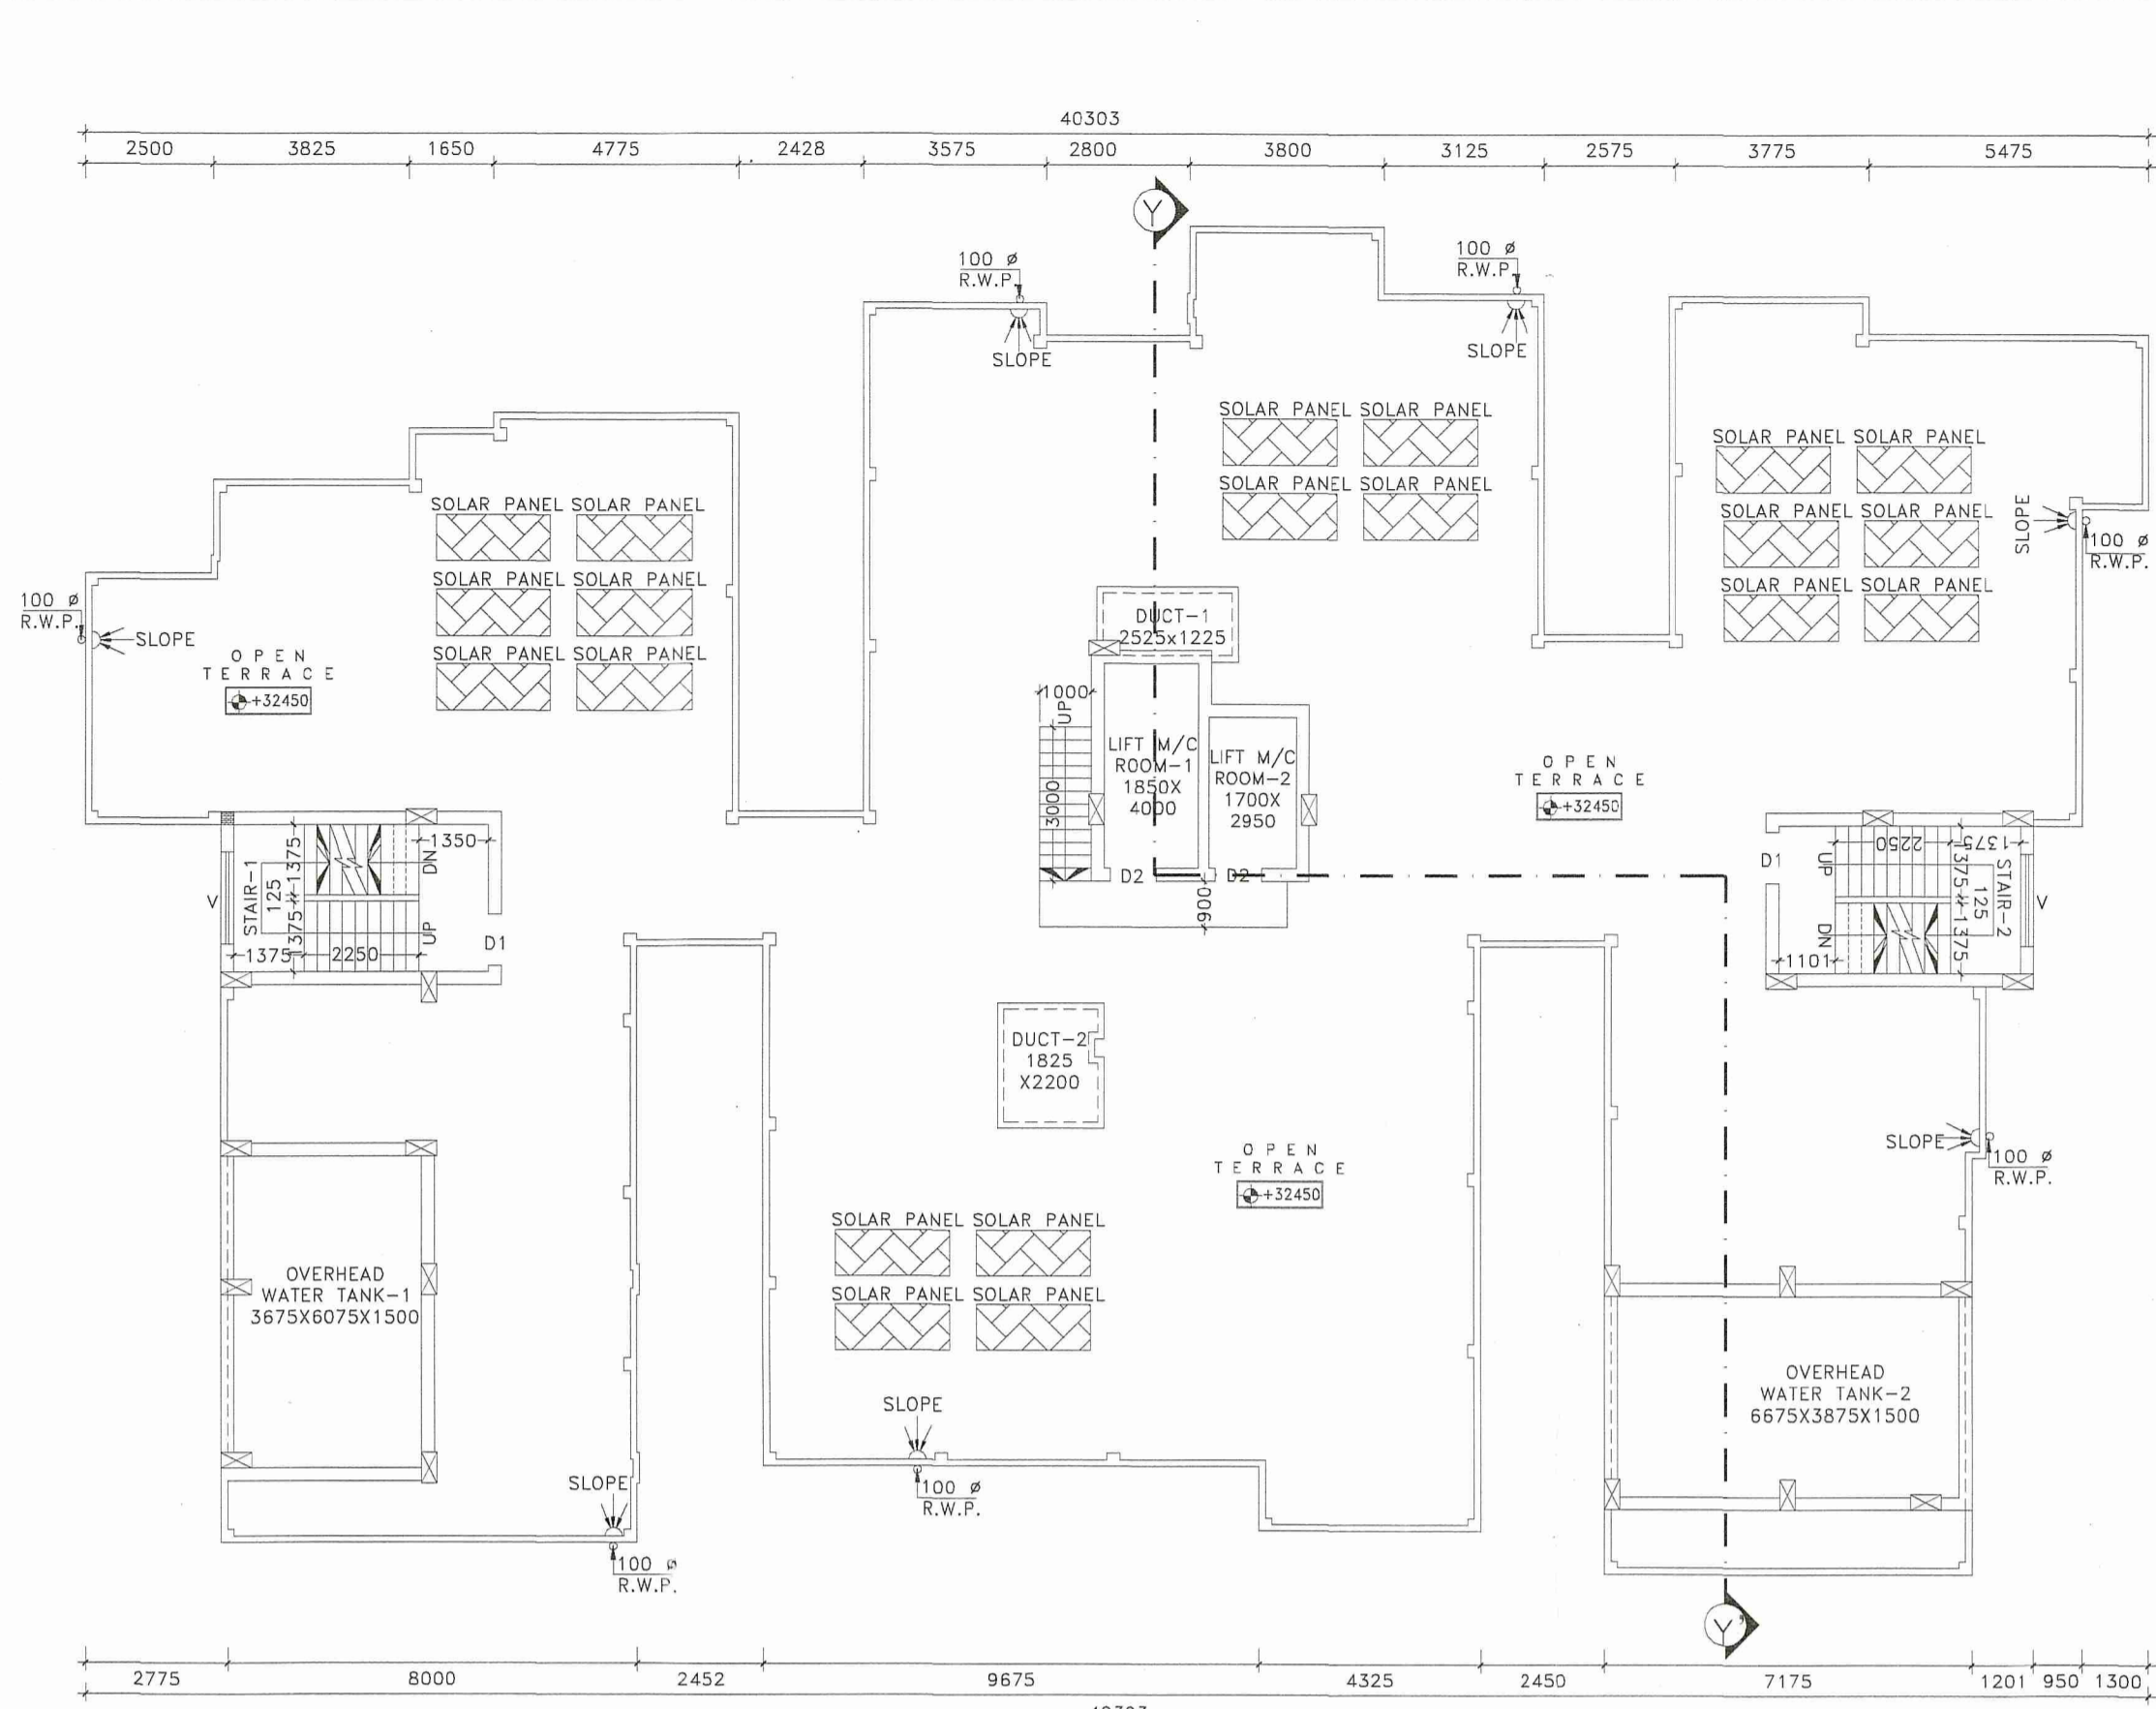 40303
2500 3825 1650 4775 2428 3575 2800 3800 3125 2575 3775 5475
Y
100 ø
R.W.P.
SLOPE
100 ø
R.W.P.
SLOPE
SOLAR PANEL SOLAR PANEL
SOLAR PANEL SOLAR PANEL
SOLAR PANEL SOLAR PANEL
SOLAR PANEL SOLAR PANEL
SOLAR PANEL SOLAR PANEL
SLOPE
100 ø
R.W.P.
SOLAR PANEL SOLAR PANEL
SOLAR PANEL SOLAR PANEL
SOLAR PANEL SOLAR PANEL
100 ø
R.W.P.
SLOPE
OPEN
TERRACE
+32450
DUCT-1
2525x1225
1000
UP
3000
LIFT M/C
ROOM-1
1850X
4000
LIFT M/C
ROOM-2
1700X
2950
D2
D2
900
OPEN
TERRACE
+32450
V
STAIR-1
125
1375
1375
1375
2250
1350
DN
UP
D1
D1
UP
DN
2250
1375
1375
1375
1101
STAIR-2
125
V
DUCT-2
1825
X2200
OPEN
TERRACE
+32450
SLOPE
100 ø
R.W.P.
SOLAR PANEL SOLAR PANEL
SOLAR PANEL SOLAR PANEL
OVERHEAD
WATER TANK-1
3675X6075X1500
OVERHEAD
WATER TANK-2
6675X3875X1500
SLOPE
100 ø
R.W.P.
SLOPE
100 ø
R.W.P.
Y'
2775 8000 2452 9675 4325 2450 7175 1201 950 1300